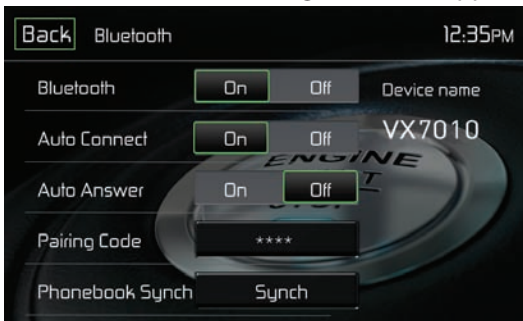 Back Bluetooth 12:35PM
Bluetooth On Off Device name
Auto Connect On Off VX7010
ENGINE
Auto Answer On Off
Pairing Code ****
Phonebook Synch Synch